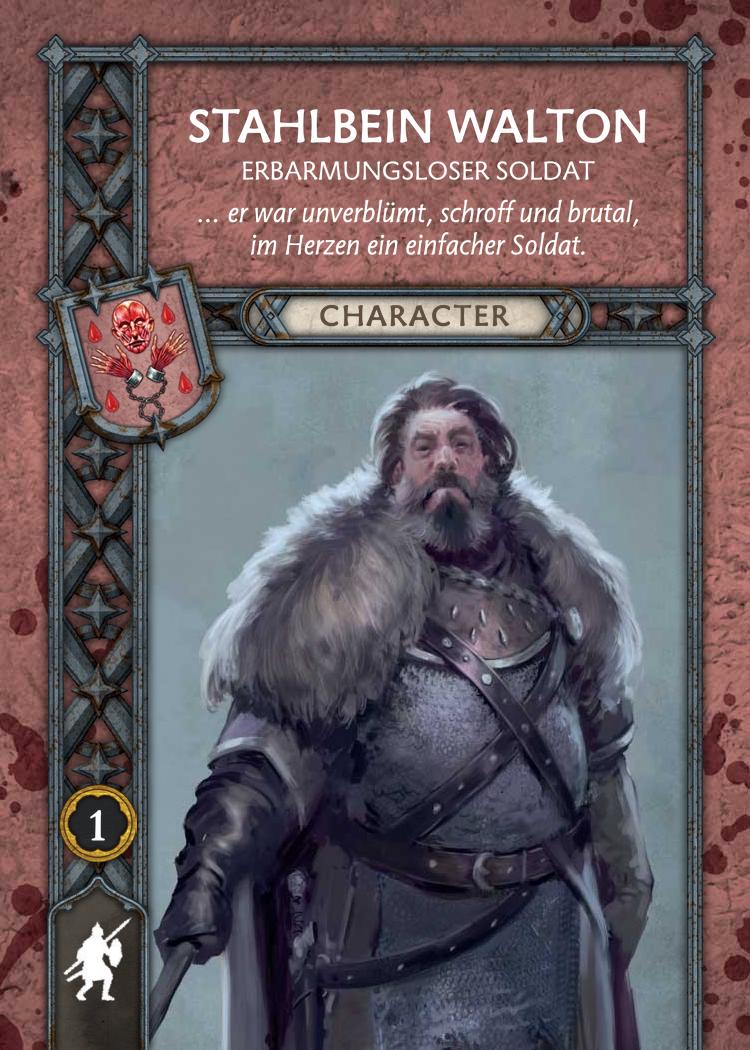 STAHLBEIN WALTON
ERBARMUNGSLOSER SOLDAT
... er war unverblümt, schroff und brutal,
im Herzen ein einfacher Soldat.
CHARACTER
1